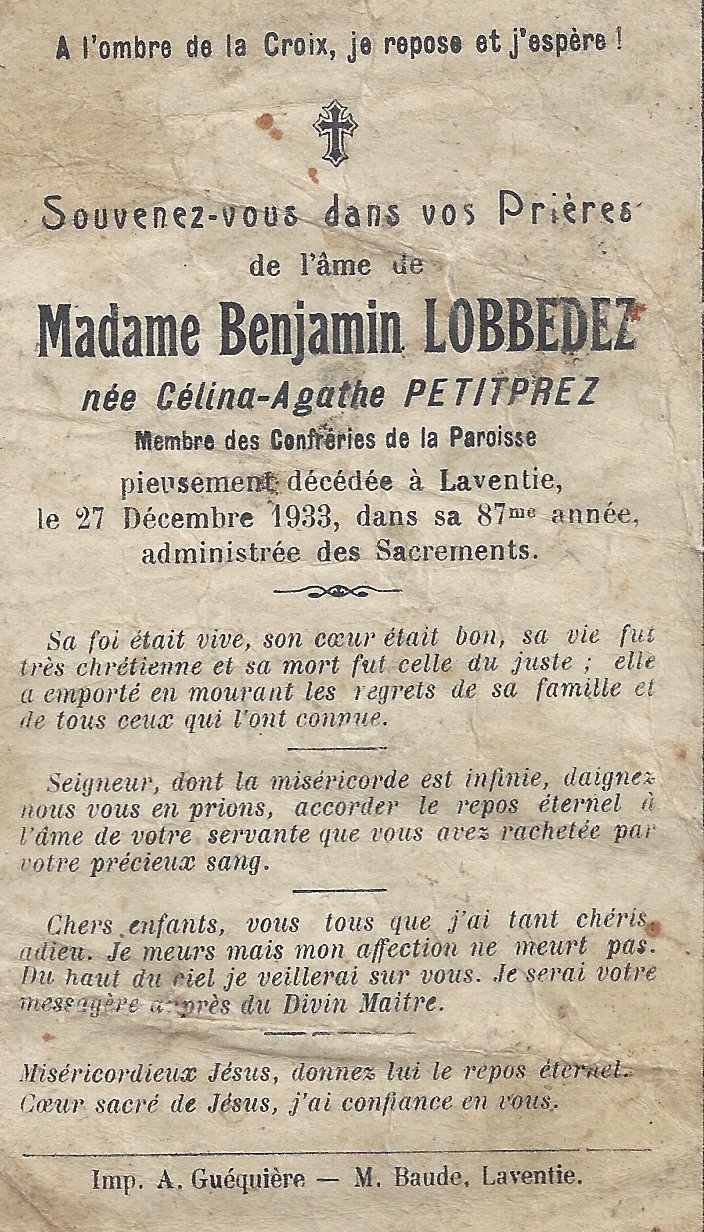 A l'ombre de la Croix, je repose et j'espère !
Souvenez-vous dans vos Prières
de l'âme de
Madame Benjamin LOBBEDEZ
née Célina-Agathe PETITPREZ
Membre des Confréries de la Paroisse
pieusement décédée à Laventie,
le 27 Décembre 1933, dans sa 87me année,
administrée des Sacrements.
Sa foi était vive, son cœur était bon, sa vie fut
très chrétienne et sa mort fut celle du juste ; elle
a emporté en mourant les regrets de sa famille et
de tous ceux qui l'ont connue.
Seigneur, dont la miséricorde est infinie, daignez
nous vous en prions, accorder le repos éternel à
l'âme de votre servante que vous avez rachetée par
votre précieux sang.
Chers enfants, vous tous que j'ai tant chéris,
adieu. Je meurs mais mon affection ne meurt pas.
Du haut du ciel je veillerai sur vous. Je serai votre
messagère auprès du Divin Maitre.
Miséricordieux Jésus, donnez lui le repos éternel.
Cœur sacré de Jésus, j'ai confiance en vous.
Imp. A. Guéquière — M. Baude, Laventie.